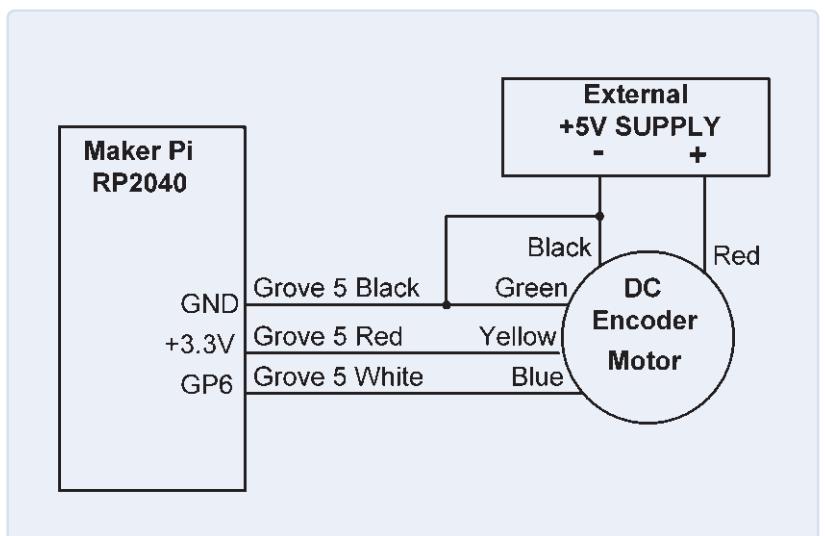 External
+5V SUPPLY
- +
Maker Pi
RP2040
Black
Red
GND Grove 5 Black Green
+3.3V Grove 5 Red Yellow
GP6 Grove 5 White Blue
DC
Encoder
Motor